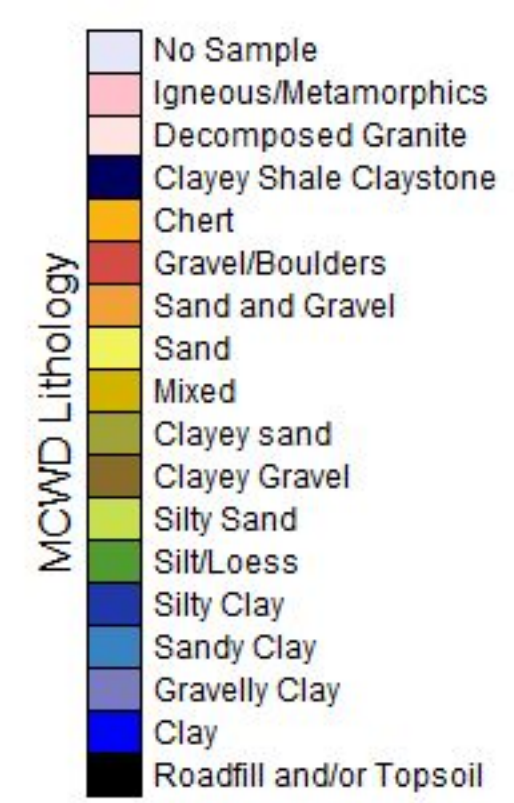 MCWD Lithology
No Sample
Igneous/Metamorphics
Decomposed Granite
Clayey Shale Claystone
Chert
Gravel/Boulders
Sand and Gravel
Sand
Mixed
Clayey sand
Clayey Gravel
Silty Sand
Silt/Loess
Silty Clay
Sandy Clay
Gravelly Clay
Clay
Roadfill and/or Topsoil